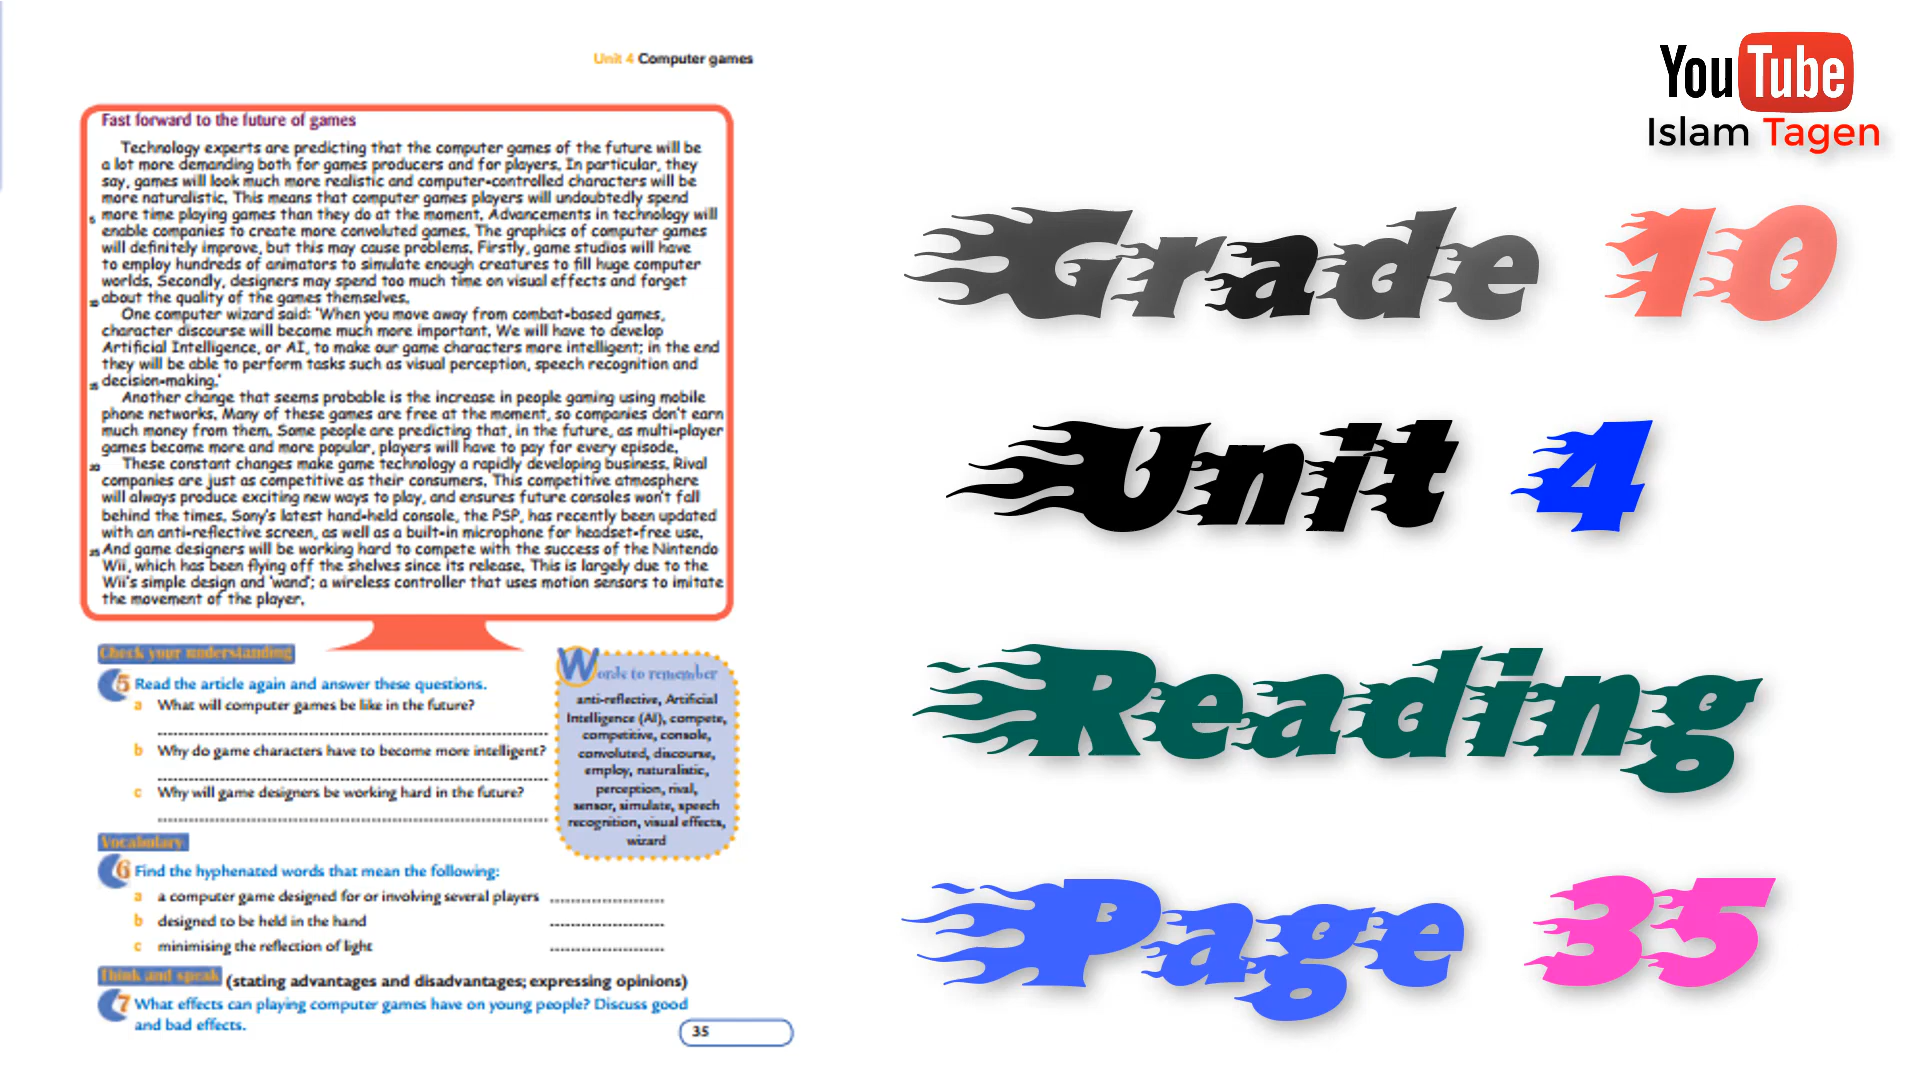 Unit 4 Computer games
Fast forward to the future of games
Technology experts are predicting that the computer games of the future will be
a lot more demanding both for games producers and for players. In particular, they
say, games will look much more realistic and computer-controlled characters will be
more naturalistic. This means that computer games players will undoubtedly spend
5 more time playing games than they do at the moment. Advancements in technology will
enable companies to create more convoluted games. The graphics of computer games
will definitely improve, but this may cause problems. Firstly, game studios will have
to employ hundreds of animators to simulate enough creatures to fill huge computer
worlds. Secondly, designers may spend too much time on visual effects and forget
10 about the quality of the games themselves.
One computer wizard said: 'When you move away from combat-based games,
character discourse will become much more important. We will have to develop
Artificial Intelligence, or AI, to make our game characters more intelligent; in the end
they will be able to perform tasks such as visual perception, speech recognition and
15 decision-making.'
Another change that seems probable is the increase in people gaming using mobile
phone networks. Many of these games are free at the moment, so companies don't earn
much money from them. Some people are predicting that, in the future, as multi-player
games become more and more popular, players will have to pay for every episode.
20 These constant changes make game technology a rapidly developing business. Rival
companies are just as competitive as their consumers. This competitive atmosphere
will always produce exciting new ways to play, and ensures future consoles won't fall
behind the times. Sony's latest hand-held console, the PSP, has recently been updated
with an anti-reflective screen, as well as a built-in microphone for headset-free use.
25 And game designers will be working hard to compete with the success of the Nintendo
Wii, which has been flying off the shelves since its release. This is largely due to the
Wii's simple design and 'wand'; a wireless controller that uses motion sensors to imitate
the movement of the player.
Check your understanding
5 Read the article again and answer these questions.
a What will computer games be like in the future?
b Why do game characters have to become more intelligent?
c Why will game designers be working hard in the future?
Words to remember
anti-reflective, Artificial
Intelligence (AI), compete,
competitive, console,
convoluted, discourse,
employ, naturalistic,
perception, rival,
sensor, simulate, speech
recognition, visual effects,
wizard
Vocabulary
6 Find the hyphenated words that mean the following:
a a computer game designed for or involving several players
b designed to be held in the hand
c minimising the reflection of light
Think and speak (stating advantages and disadvantages; expressing opinions)
7 What effects can playing computer games have on young people? Discuss good
and bad effects.
35
YouTube
Islam Tagen
Grade 10
Unit 4
Reading
Page 35